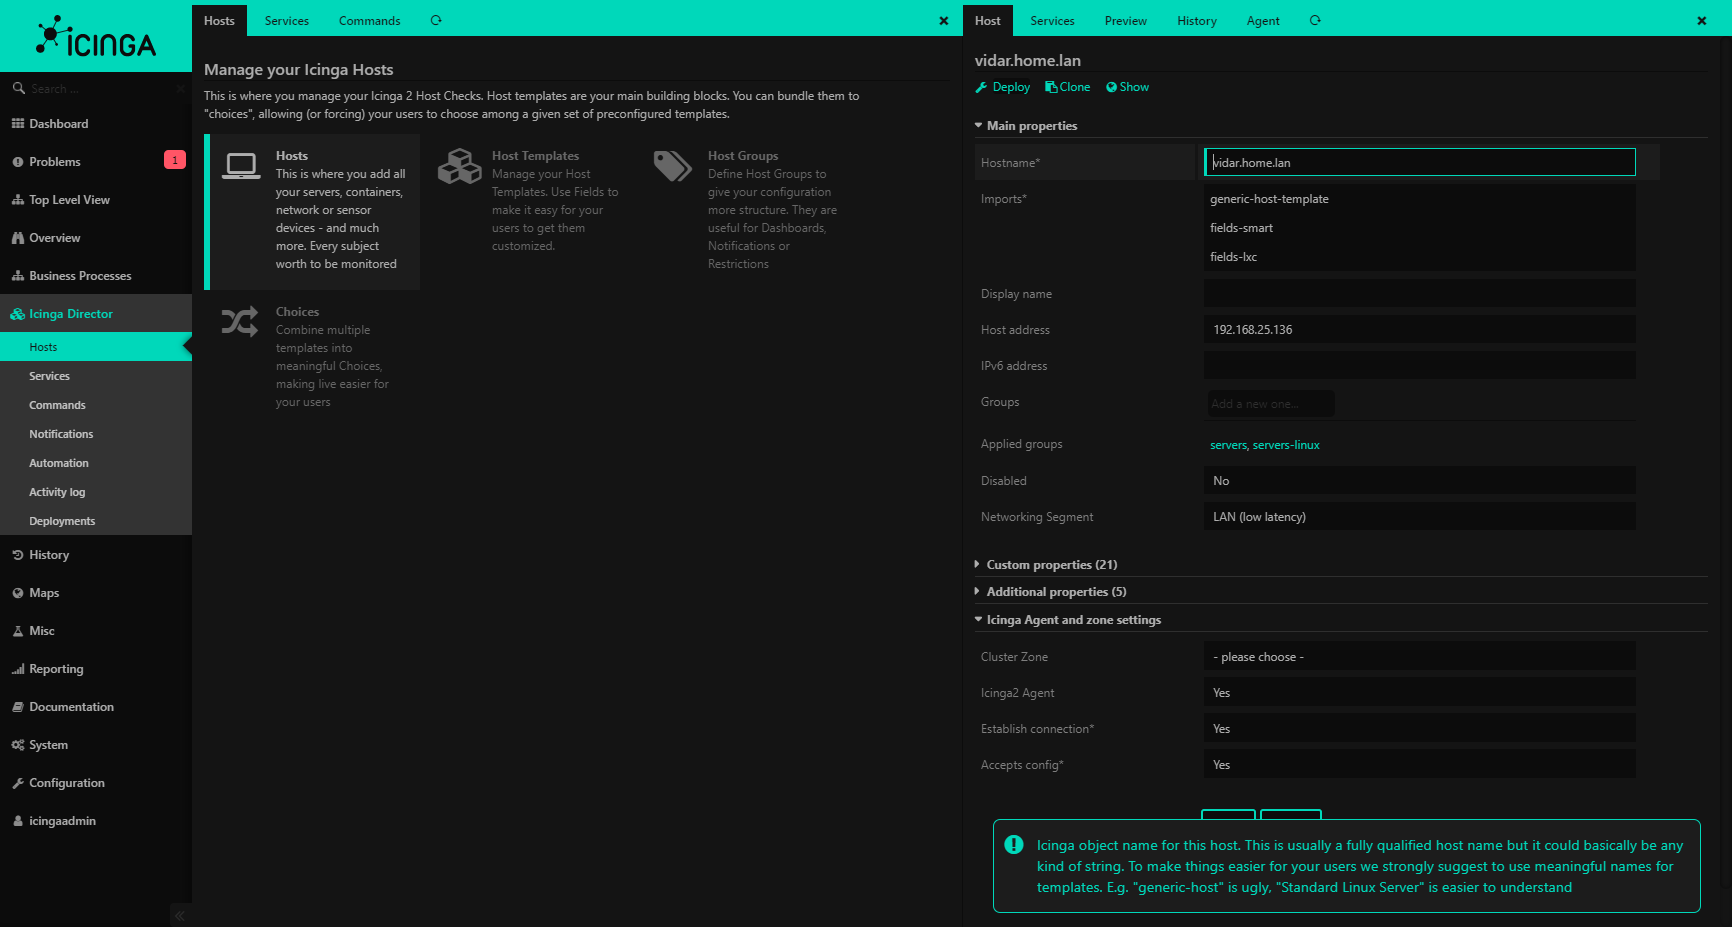 ICINGA
Search ...
Dashboard
Problems
1
Top Level View
Overview
Business Processes
Icinga Director
Hosts
Services
Commands
Notifications
Automation
Activity log
Deployments
History
Maps
Misc
Reporting
Documentation
System
Configuration
icingaadmin
Hosts Services Commands
Manage your Icinga Hosts
This is where you manage your Icinga 2 Host Checks. Host templates are your main building blocks. You can bundle them to
"choices", allowing (or forcing) your users to choose among a given set of preconfigured templates.
Hosts
This is where you add all
your servers, containers,
network or sensor
devices - and much
more. Every subject
worth to be monitored
Host Templates
Manage your Host
Templates. Use Fields to
make it easy for your
users to get them
customized.
Host Groups
Define Host Groups to
give your configuration
more structure. They are
useful for Dashboards,
Notifications or
Restrictions
Choices
Combine multiple
templates into
meaningful Choices,
making live easier for
your users
Host Services Preview History Agent
vidar.home.lan
Deploy Clone Show
Main properties
Hostname* vidar.home.lan
Imports* generic-host-template
fields-smart
fields-lxc
Display name
Host address 192.168.25.136
IPv6 address
Groups Add a new one...
Applied groups servers, servers-linux
Disabled No
Networking Segment LAN (low latency)
Custom properties (21)
Additional properties (5)
Icinga Agent and zone settings
Cluster Zone - please choose -
Icinga2 Agent Yes
Establish connection* Yes
Accepts config* Yes
Icinga object name for this host. This is usually a fully qualified host name but it could basically be any
kind of string. To make things easier for your users we strongly suggest to use meaningful names for
templates. E.g. "generic-host" is ugly, "Standard Linux Server" is easier to understand